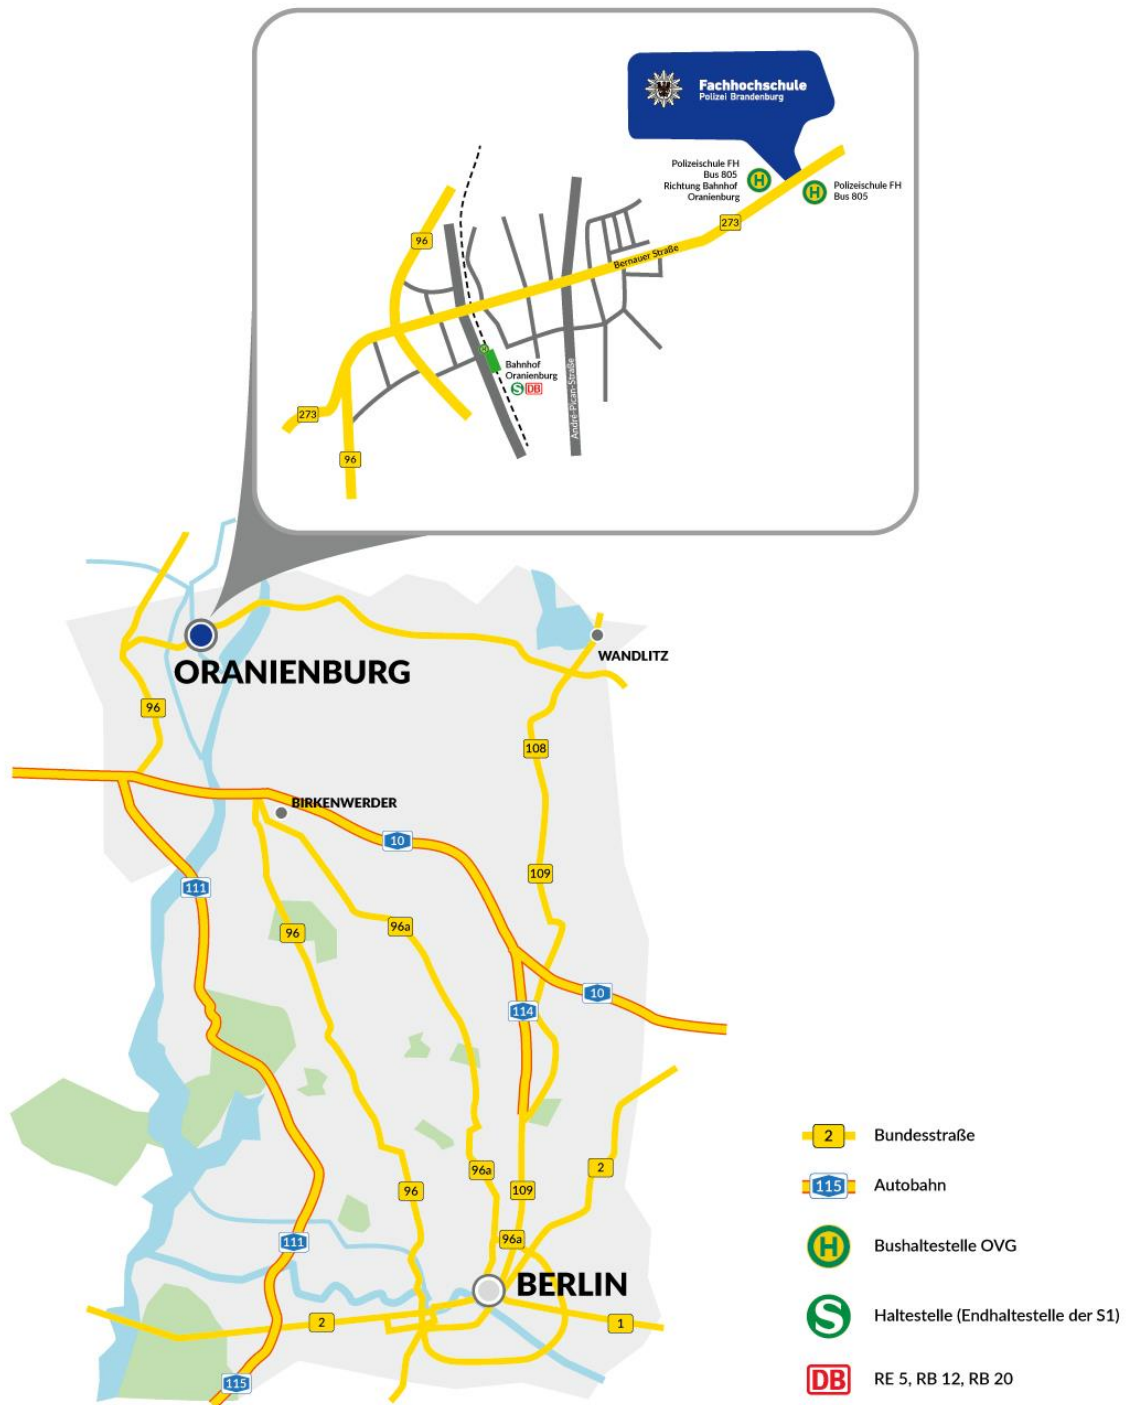 Fachhochschule
Polizei Brandenburg
Polizeischule FH
Bus 805
Richtung Bahnhof
Oranienburg
H
H
Polizeischule FH
Bus 805
273
96
Bernauer Straße
Bahnhof
Oranienburg
S DB
André-Pican-Straße
273
96
ORANIENBURG
WANDLITZ
96
108
BIRKENWERDER
10
109
111
96
96a
10
114
2
Bundesstraße
96a
2
96
109
115
Autobahn
96a
111
H
Bushaltestelle OVG
BERLIN
2
1
S
Haltestelle (Endhaltestelle der S1)
115
DB
RE 5, RB 12, RB 20